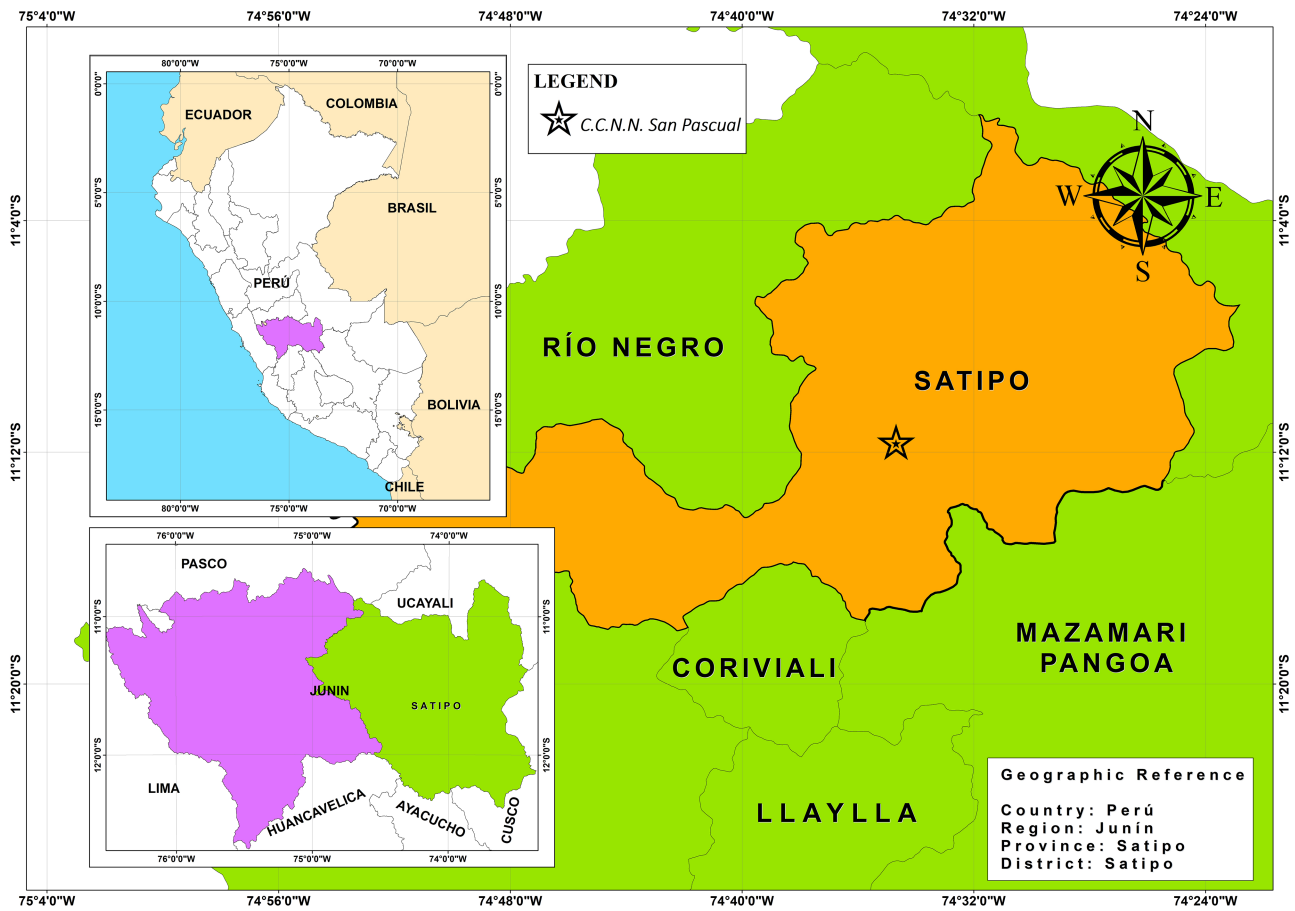 75°4'0"W 74°56'0"W 74°48'0"W 74°40'0"W 74°32'0"W 74°24'0"W
80°0'0"W 75°0'0"W 70°0'0"W
0°0'0" 0°0'0"
ECUADOR
COLOMBIA
5°0'0"S 5°0'0"S
BRASIL
PERÚ
10°0'0"S 10°0'0"S
BOLIVIA
15°0'0"S 15°0'0"S
CHILE
80°0'0"W 75°0'0"W 70°0'0"W
LEGEND
C.C.N.N. San Pascual
N
W E
S
11°4'0"S 11°4'0"S
RÍO NEGRO
SATIPO
11°12'0"S 11°12'0"S
MAZAMARI
PANGOA
CORIVIALI
11°20'0"S 11°20'0"S
LLAYLLA
76°0'0"W 75°0'0"W 74°0'0"W
PASCO
UCAYALI
11°0'0"S 11°0'0"S
JUNIN
SATIPO
12°0'0"S 12°0'0"S
LIMA
HUANCAVELICA
AYACUCHO
CUSCO
76°0'0"W 75°0'0"W 74°0'0"W
Geographic Reference
Country: Perú
Region: Junín
Province: Satipo
District: Satipo
75°4'0"W 74°56'0"W 74°48'0"W 74°40'0"W 74°32'0"W 74°24'0"W